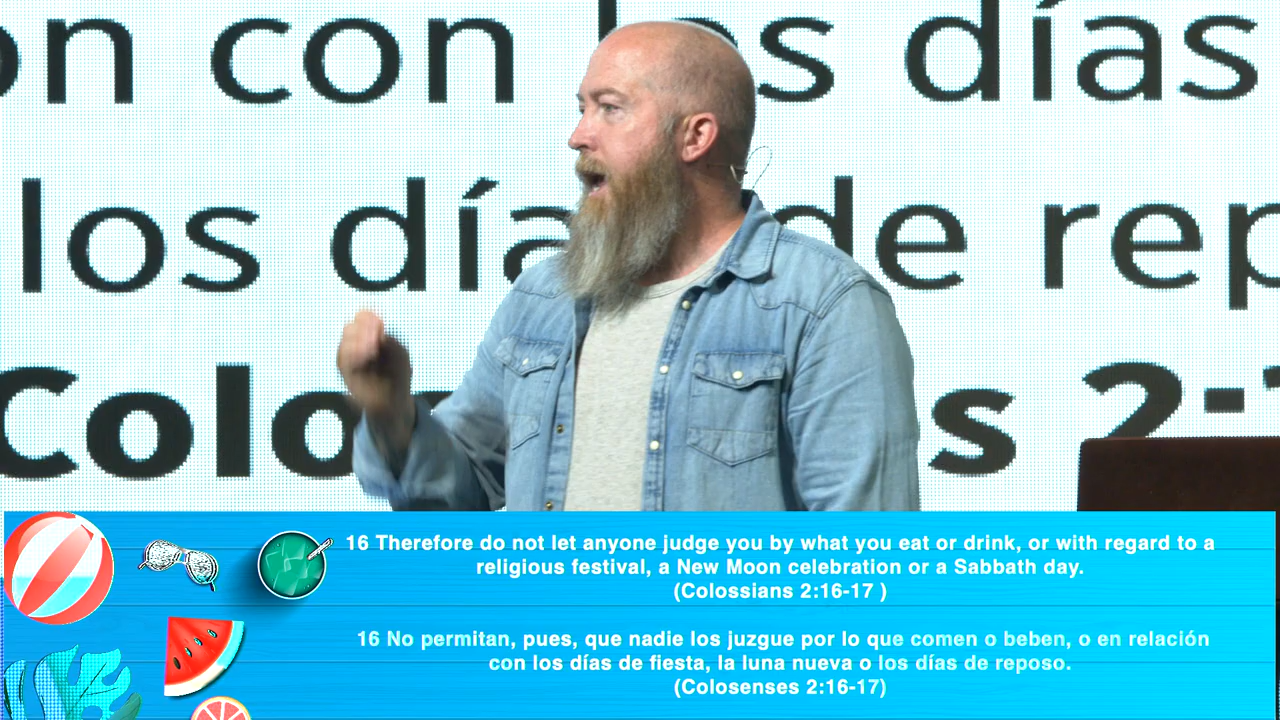 con los días
los días de rep
Colosenses 2:1
16 Therefore do not let anyone judge you by what you eat or drink, or with regard to a
religious festival, a New Moon celebration or a Sabbath day.
(Colossians 2:16-17 )
16 No permitan, pues, que nadie los juzgue por lo que comen o beben, o en relación
con los días de fiesta, la luna nueva o los días de reposo.
(Colosenses 2:16-17)